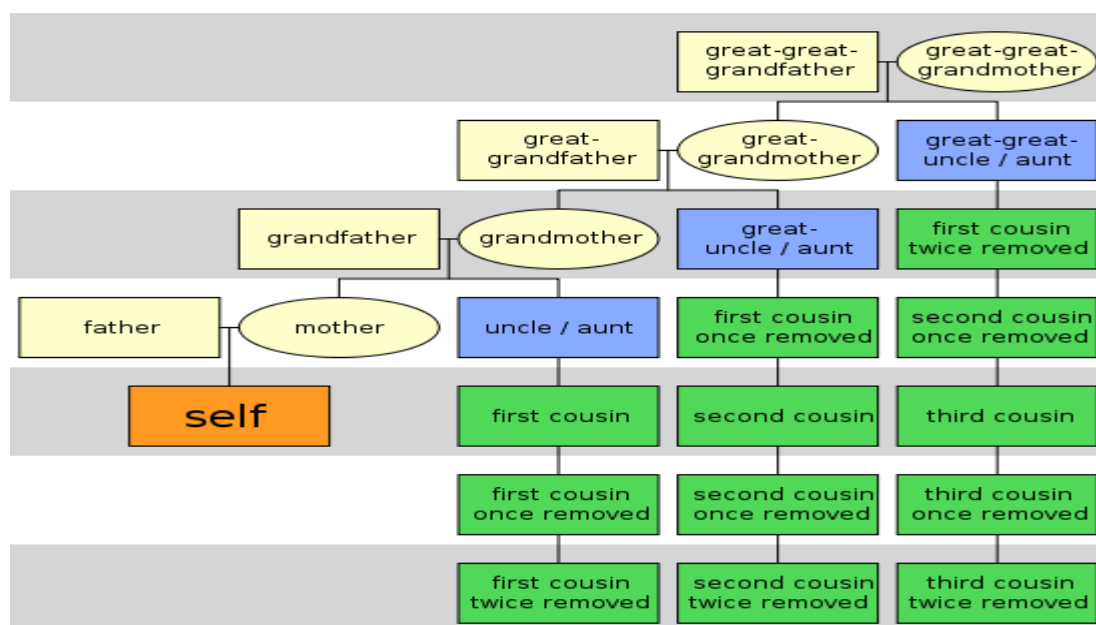 great-great-
grandfather
great-great-
grandmother
great-
grandfather
great-
grandmother
great-great-
uncle / aunt
grandfather
grandmother
great-
uncle / aunt
first cousin
twice removed
father
mother
uncle / aunt
first cousin
once removed
second cousin
once removed
self
first cousin
second cousin
third cousin
first cousin
once removed
second cousin
once removed
third cousin
once removed
first cousin
twice removed
second cousin
twice removed
third cousin
twice removed